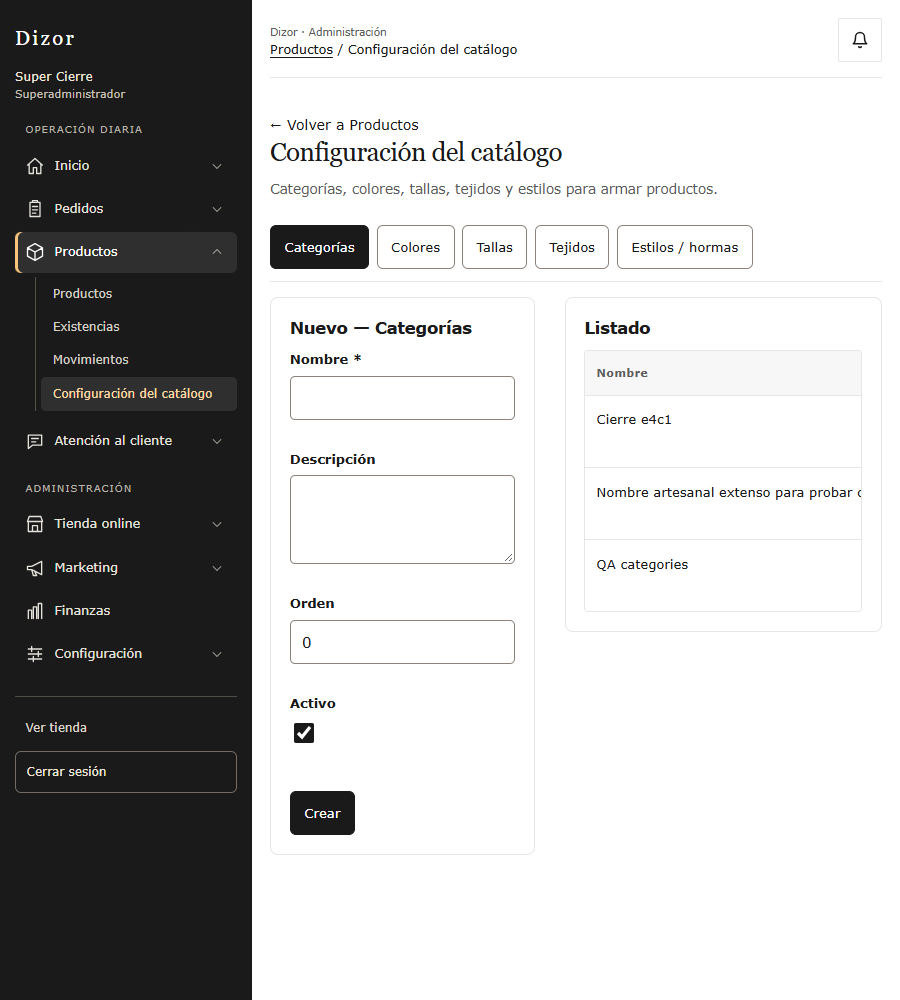 Dizor
Super Cierre
Superadministrador
OPERACIÓN DIARIA
Inicio
Pedidos
Productos
Productos
Existencias
Movimientos
Configuración del catálogo
Atención al cliente
ADMINISTRACIÓN
Tienda online
Marketing
Finanzas
Configuración
Ver tienda
Cerrar sesión
Dizor · Administración
Productos / Configuración del catálogo
← Volver a Productos
Configuración del catálogo
Categorías, colores, tallas, tejidos y estilos para armar productos.
Categorías
Colores
Tallas
Tejidos
Estilos / hormas
Nuevo — Categorías
Nombre *
Descripción
Orden
0
Activo
Crear
Listado
Nombre
Cierre e4c1
Nombre artesanal extenso para probar
QA categories